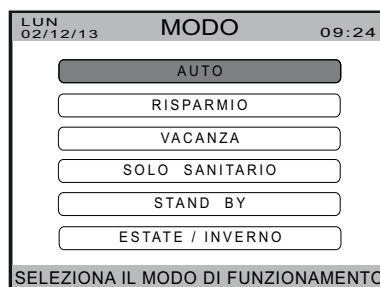 LUN
02/12/13 MODO 09:24
AUTO
RISPARMIO
VACANZA
SOLO SANITARIO
STAND BY
ESTATE / INVERNO
SELEZIONA IL MODO DI FUNZIONAMENTO